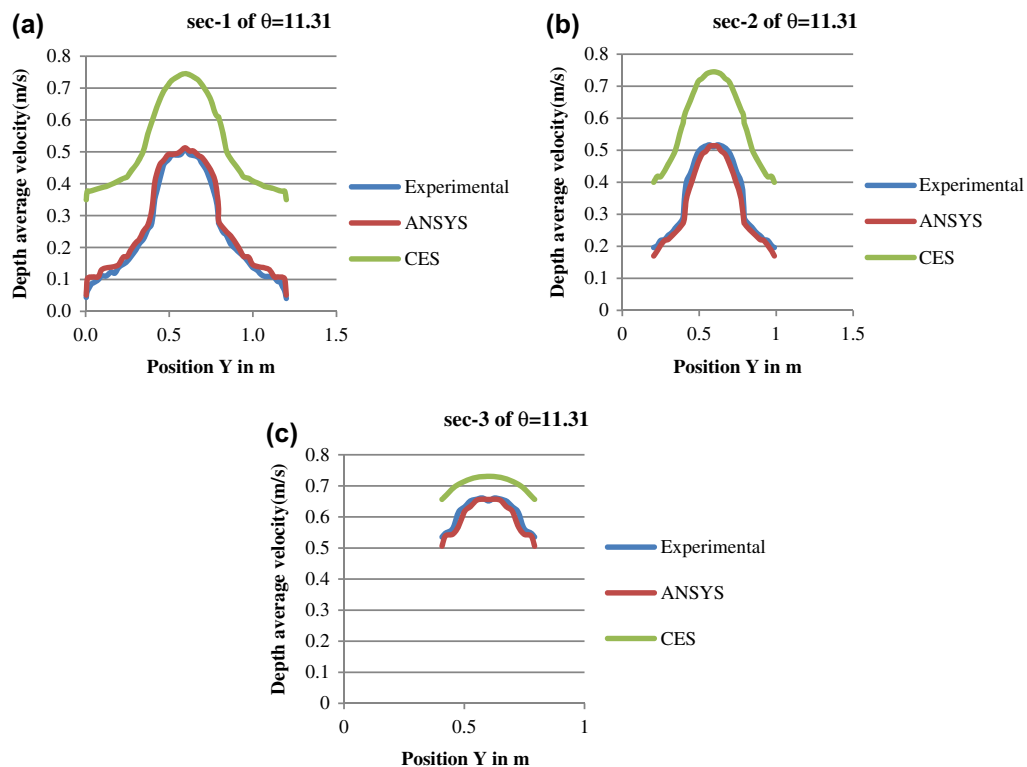 (a)
sec-1 of θ=11.31
Depth average velocity(m/s)
0.8
0.7
0.6
0.5
0.4
0.3
0.2
0.1
0.0
0.0 0.5 1.0 1.5
Position Y in m
Experimental
ANSYS
CES
(b)
sec-2 of θ=11.31
Depth average velocity(m/s)
0.8
0.7
0.6
0.5
0.4
0.3
0.2
0.1
0
0 0.5 1 1.5
Position Y in m
Experimental
ANSYS
CES
(c)
sec-3 of θ=11.31
Depth average velocity(m/s)
0.8
0.7
0.6
0.5
0.4
0.3
0.2
0.1
0
0 0.5 1
Position Y in m
Experimental
ANSYS
CES